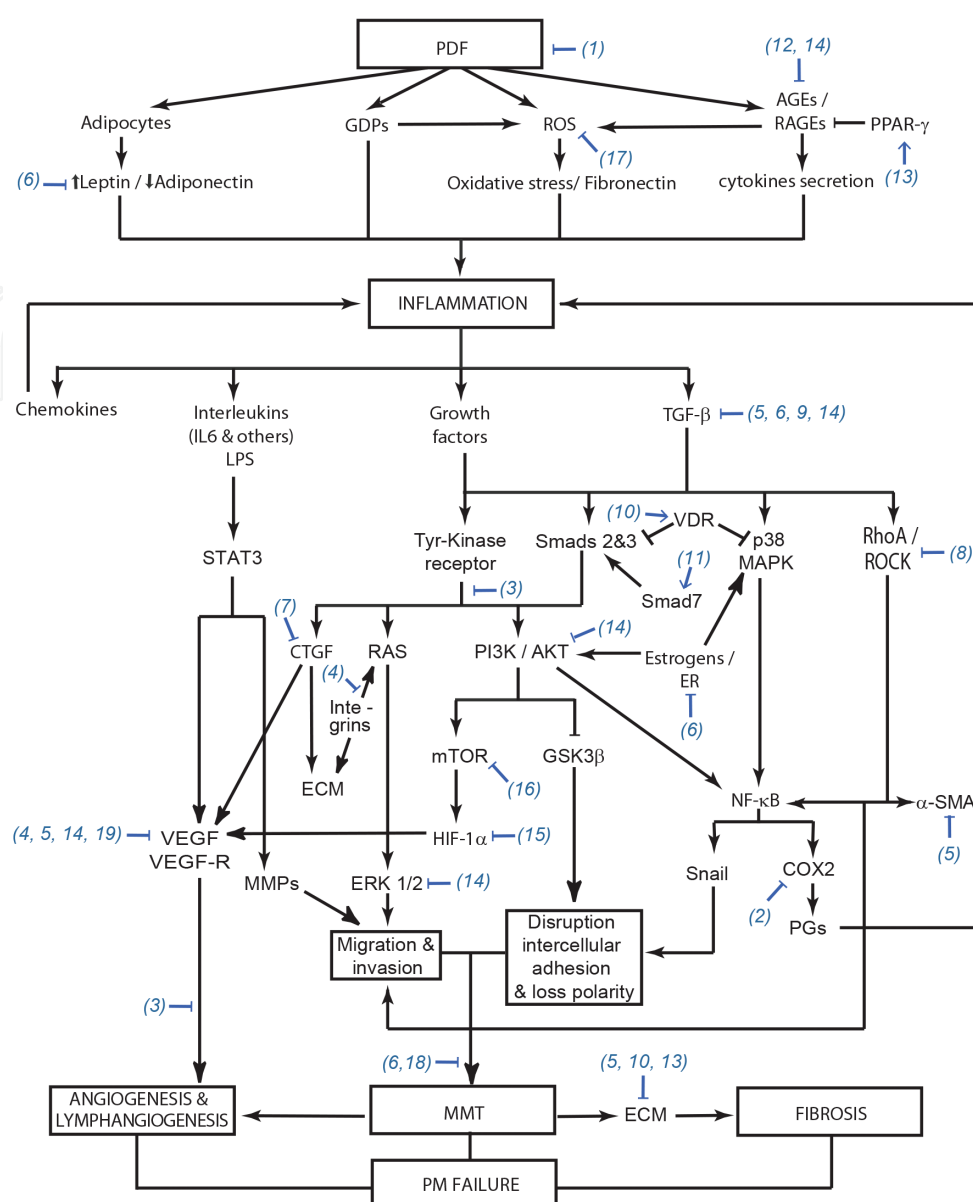 PDF
(1)
(12, 14)
Adipocytes
GDPs
ROS
AGEs /
RAGEs
PPAR-γ
(17)
(6)
↑Leptin / ↓Adiponectin
Oxidative stress/ Fibronectin
cytokines secretion
(13)
INFLAMMATION
Chemokines
Interleukins
(IL6 & others)
LPS
Growth
factors
TGF-β
(5, 6, 9, 14)
STAT3
Tyr-Kinase
receptor
(3)
Smads 2&3
(10)
VDR
p38
MAPK
RhoA /
ROCK
(8)
(11)
Smad7
(7)
CTGF
RAS
PI3K / AKT
(14)
Estrogens /
ER
(6)
(4)
Inte -
grins
ECM
mTOR
(16)
GSK3β
HIF-1α
(15)
NF-κB
α-SMA
(5)
(4, 5, 14, 19)
VEGF
VEGF-R
MMPs
ERK 1/2
(14)
Snail
COX2
(2)
PGs
Migration &
invasion
Disruption
intercellular
adhesion
& loss polarity
(3)
(6,18)
(5, 10, 13)
ANGIOGENESIS &
LYMPHANGIOGENESIS
MMT
ECM
FIBROSIS
PM FAILURE